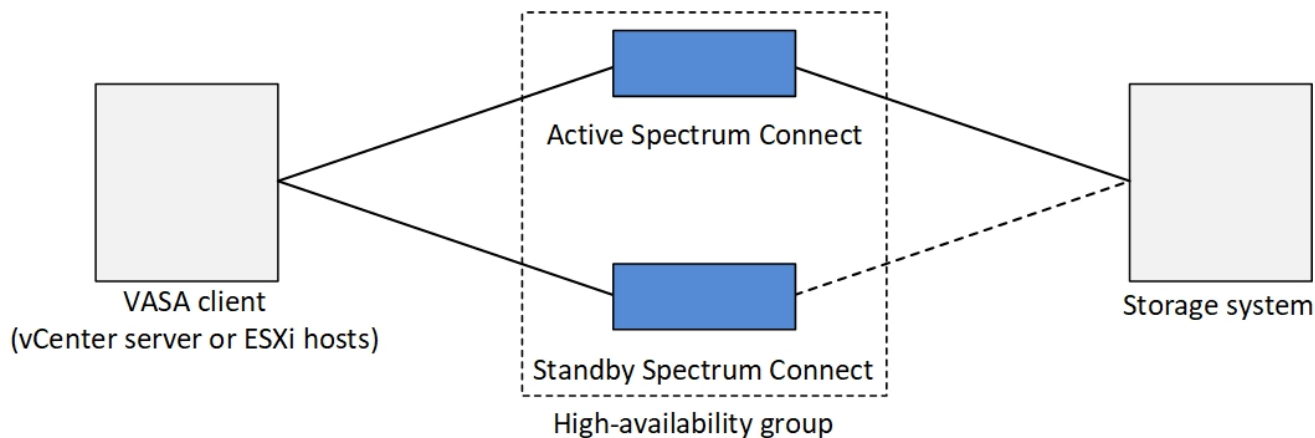 Active Spectrum Connect
VASA client
(vCenter server or ESXi hosts)
Storage system
Standby Spectrum Connect
High-availability group